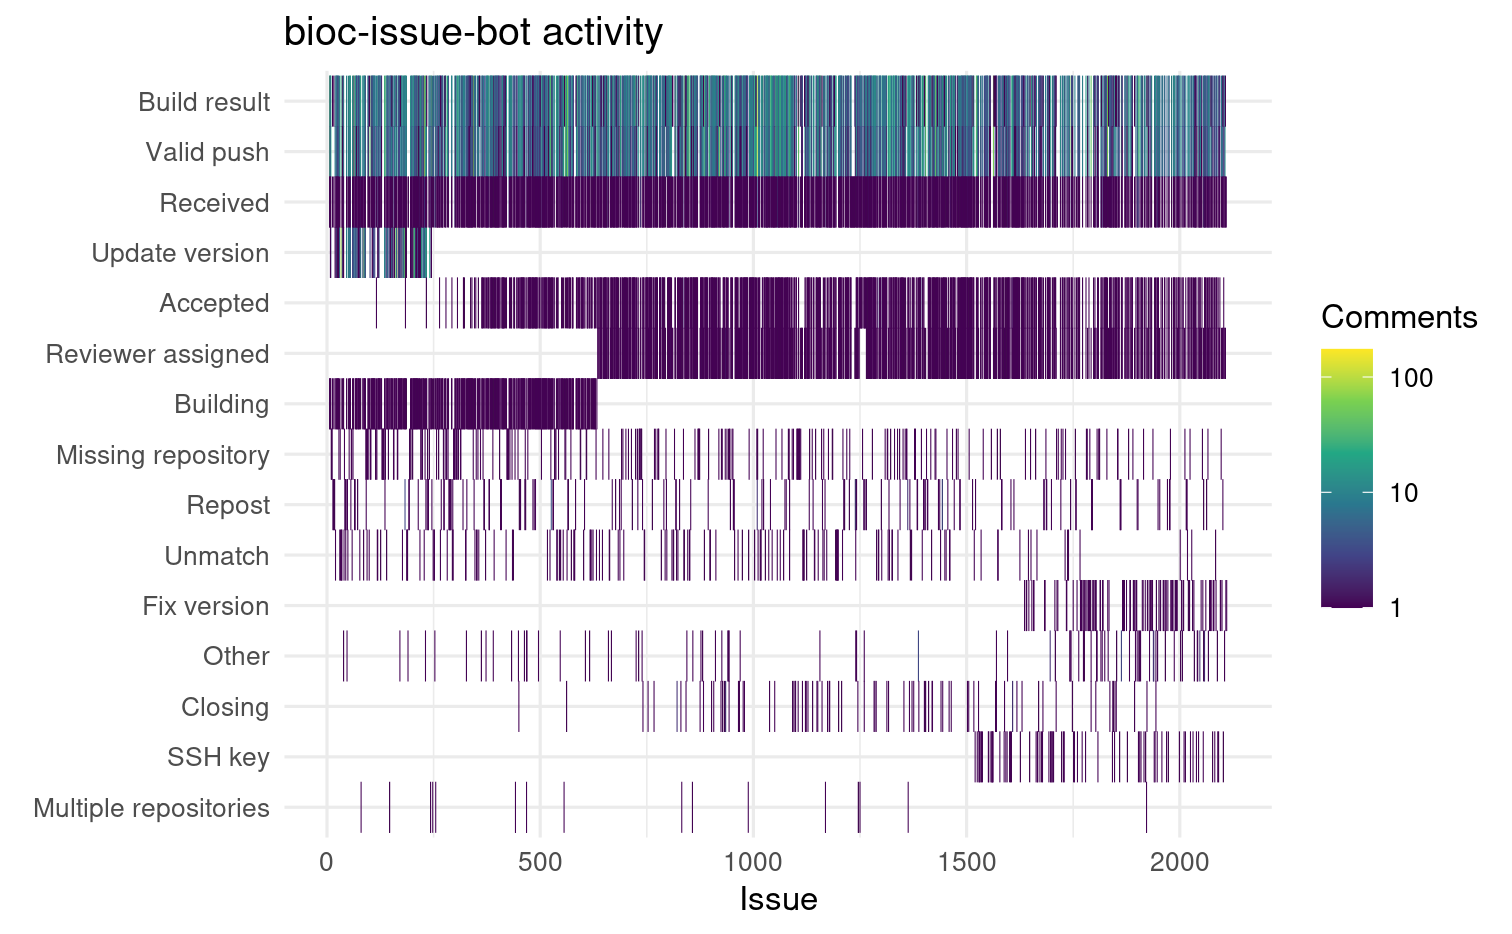 bioc-issue-bot activity
Build result
Valid push
Received
Update version
Accepted
Reviewer assigned
Building
Missing repository
Repost
Unmatch
Fix version
Other
Closing
SSH key
Multiple repositories
0 500 1000 1500 2000
Issue
Comments
100
10
1